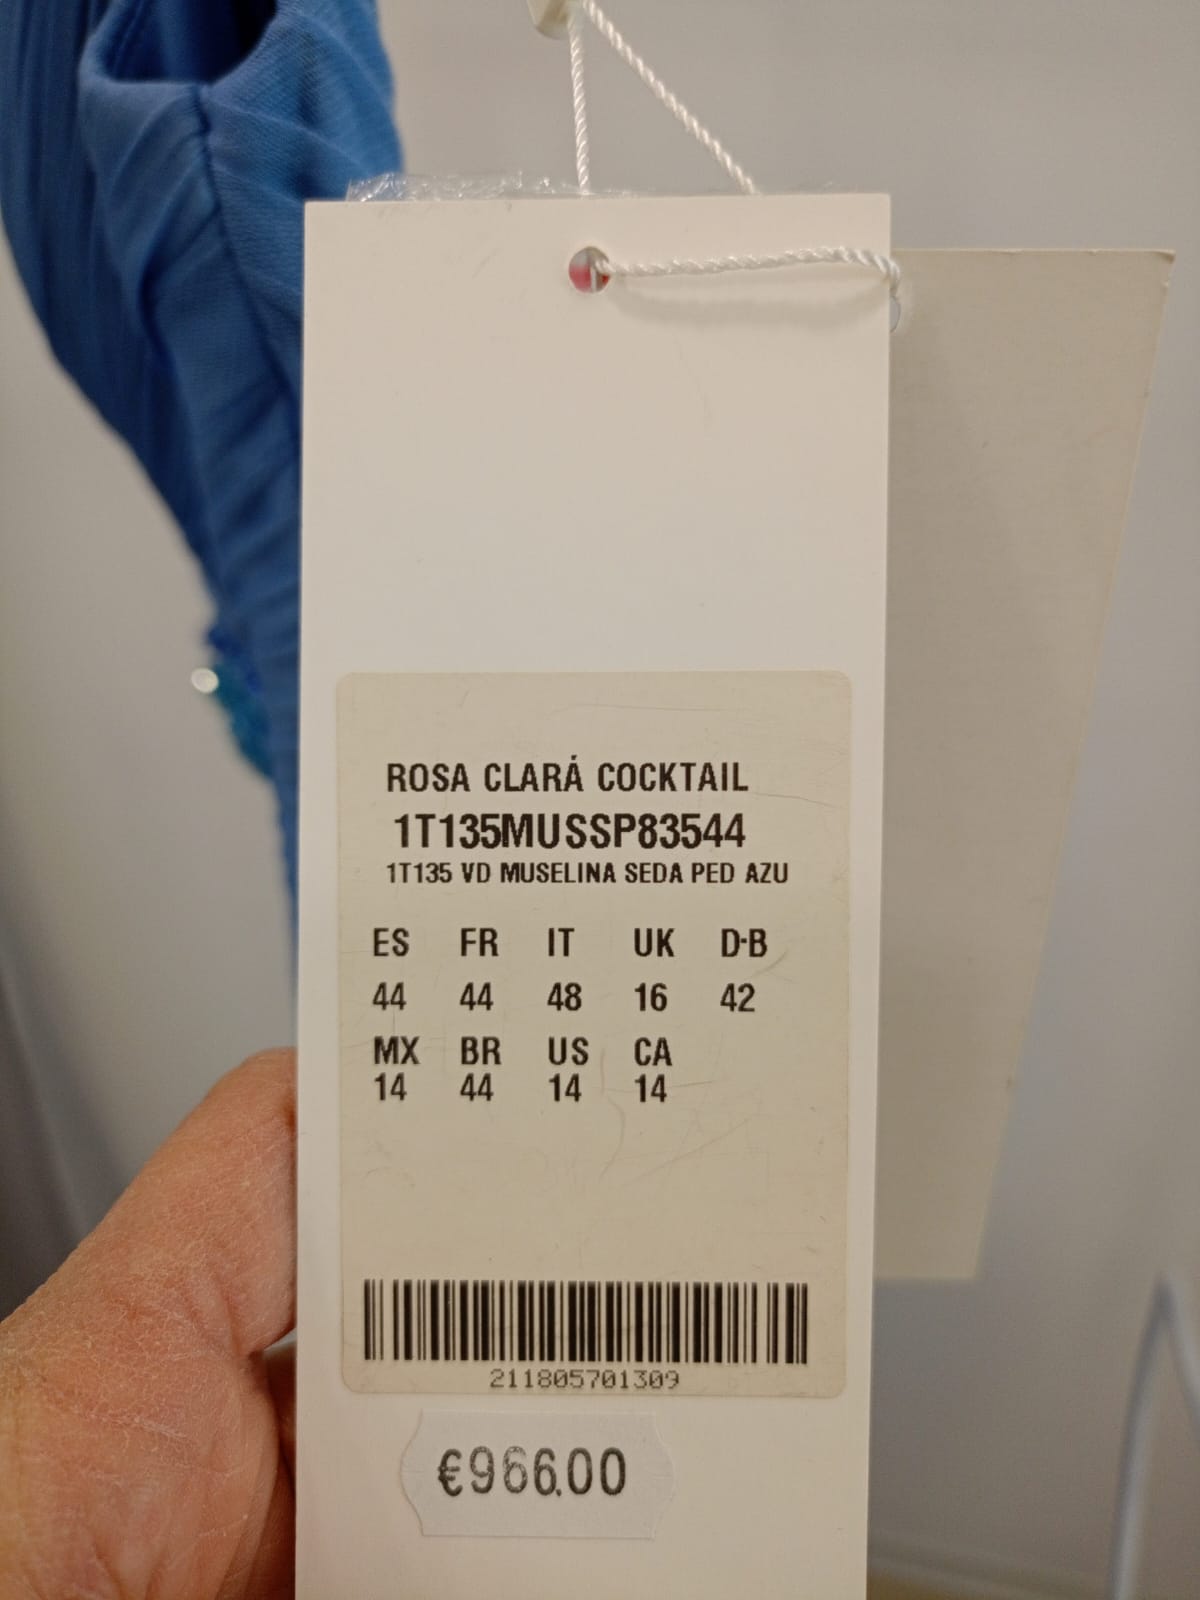 ROSA CLARÁ COCKTAIL
1T135MUSSP83544
1T135 VD MUSELINA SEDA PED AZU
ES FR IT UK D-B
44 44 48 16 42
MX BR US CA
14 44 14 14
211805701309
€966.00